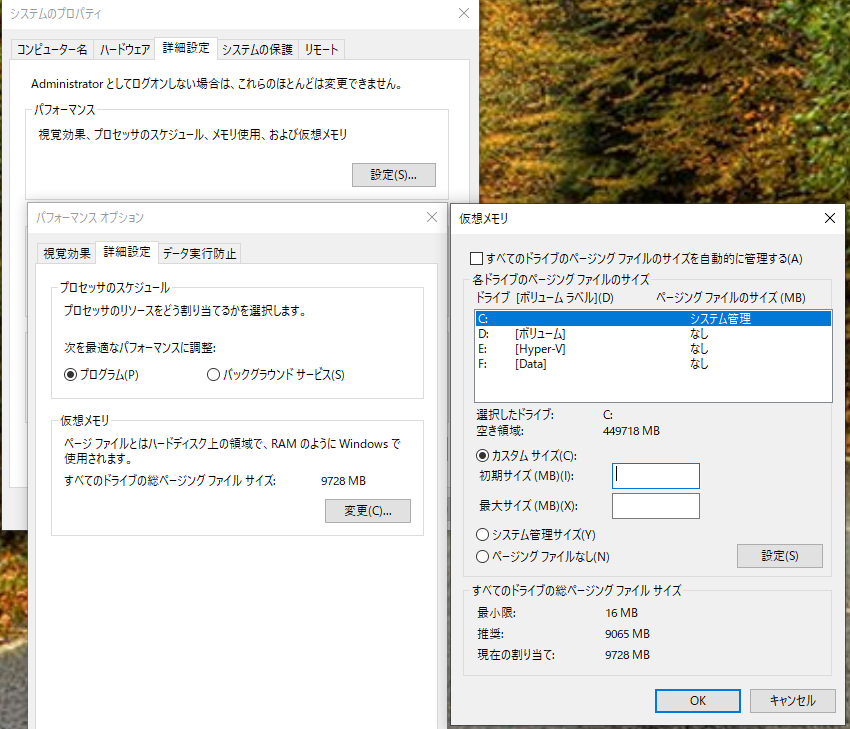 システムのプロパティ
コンピューター名 ハードウェア 詳細設定 システムの保護 リモート
Administrator としてログオンしない場合は、これらのほとんどは変更できません。
パフォーマンス
視覚効果、プロセッサのスケジュール、メモリ使用、および仮想メモリ
設定(S)...
パフォーマンス オプション
視覚効果 詳細設定 データ実行防止
プロセッサのスケジュール
プロセッサのリソースをどう割り当てるかを選択します。
次を最適なパフォーマンスに調整:
プログラム(P) バックグラウンド サービス(S)
仮想メモリ
ページ ファイルとはハードディスク上の領域で、RAM のように Windows で
使用されます。
すべてのドライブの総ページング ファイル サイズ: 9728 MB
変更(C)...
仮想メモリ
すべてのドライブのページング ファイルのサイズを自動的に管理する(A)
各ドライブのページング ファイルのサイズ
ドライブ [ボリューム ラベル](D) ページング ファイルのサイズ (MB)
C: システム管理
D: [ボリューム] なし
E: [Hyper-V] なし
F: [Data] なし
選択したドライブ: C:
空き領域: 449718 MB
カスタム サイズ(C):
初期サイズ (MB)(I):
最大サイズ (MB)(X):
システム管理サイズ(Y)
ページング ファイルなし(N)
設定(S)
すべてのドライブの総ページング ファイル サイズ
最小限: 16 MB
推奨: 9065 MB
現在の割り当て: 9728 MB
OK キャンセル